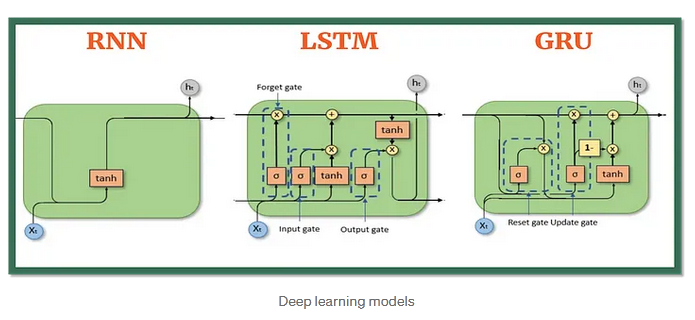 RNN
LSTM
GRU
hₜ
tanh
Xₜ
Forget gate
hₜ
x
+
tanh
x
x
σ
σ
tanh
σ
Xₜ
Input gate
Output gate
hₜ
x
+
x
1-
x
σ
σ
tanh
Xₜ
Reset gate
Update gate
Deep learning models